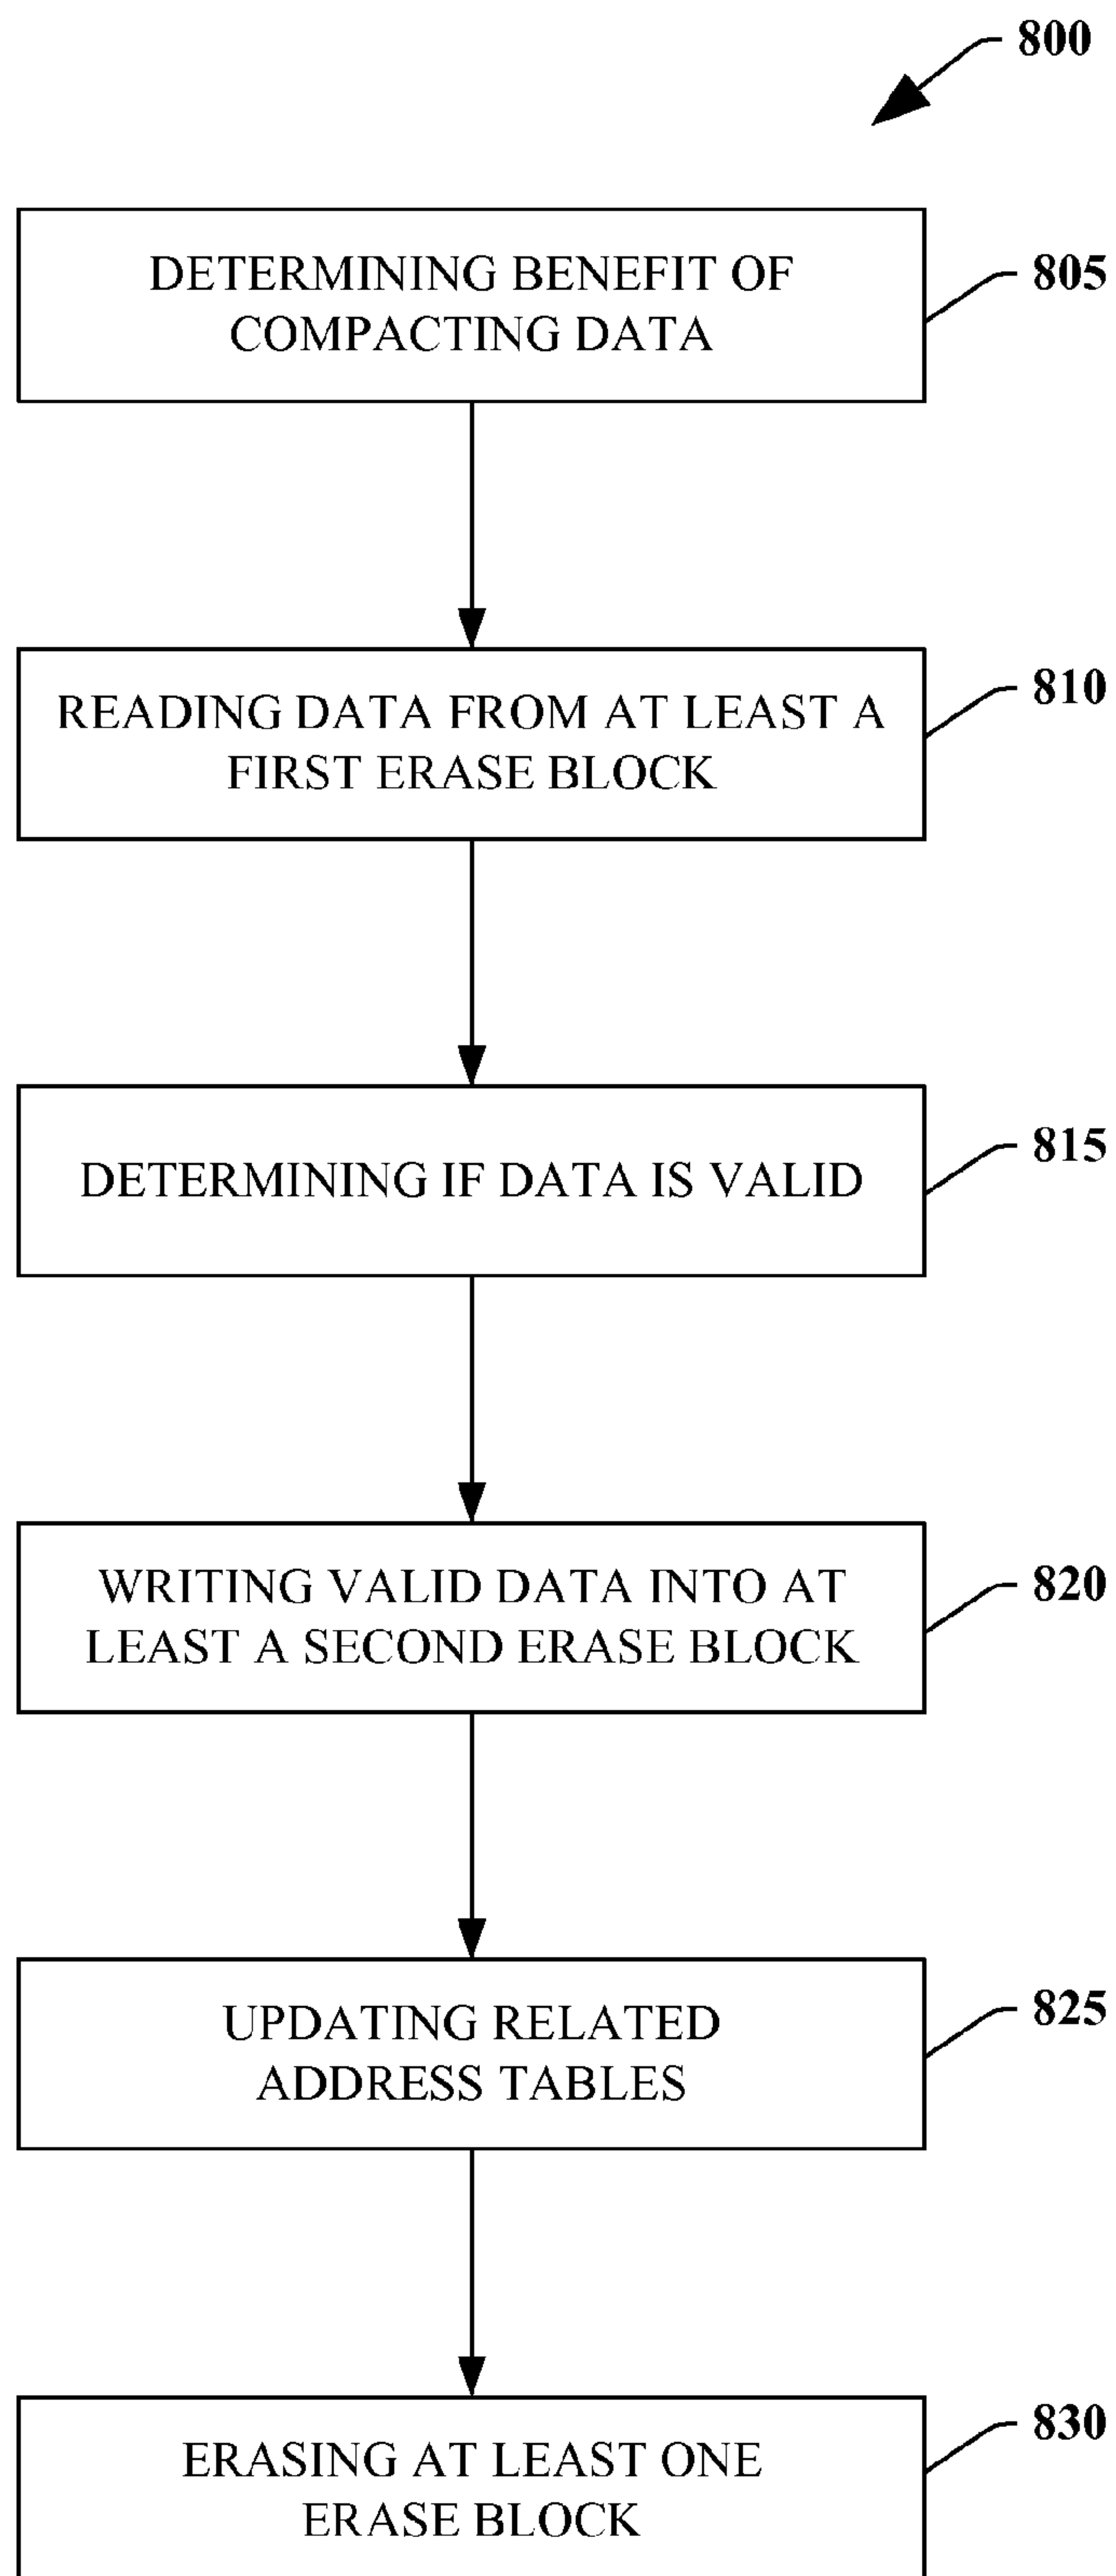 800
DETERMINING BENEFIT OF
COMPACTING DATA
805
READING DATA FROM AT LEAST A
FIRST ERASE BLOCK
810
DETERMINING IF DATA IS VALID
815
WRITING VALID DATA INTO AT
LEAST A SECOND ERASE BLOCK
820
UPDATING RELATED
ADDRESS TABLES
825
ERASING AT LEAST ONE
ERASE BLOCK
830